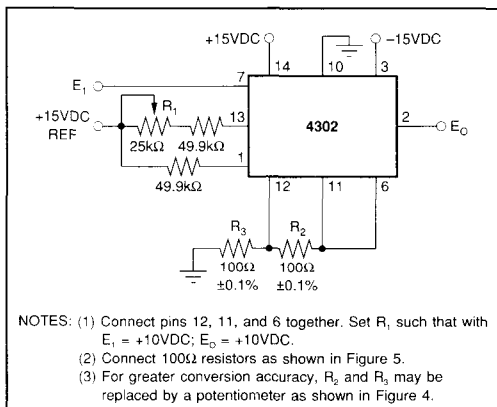 +15VDC
−15VDC
14
10
3
E1
7
+15VDC
REF
R1
25kΩ
49.9kΩ
13
4302
2
EO
49.9kΩ
1
12
11
6
R3
R2
100Ω
±0.1%
100Ω
±0.1%
NOTES: (1) Connect pins 12, 11, and 6 together. Set R1 such that with
E1 = +10VDC; EO = +10VDC.
(2) Connect 100Ω resistors as shown in Figure 5.
(3) For greater conversion accuracy, R2 and R3 may be
replaced by a potentiometer as shown in Figure 4.